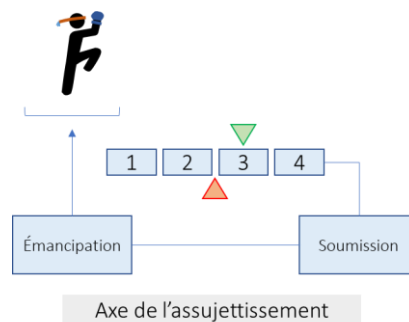 1 2 3 4
Émancipation
Soumission
Axe de l’assujettissement